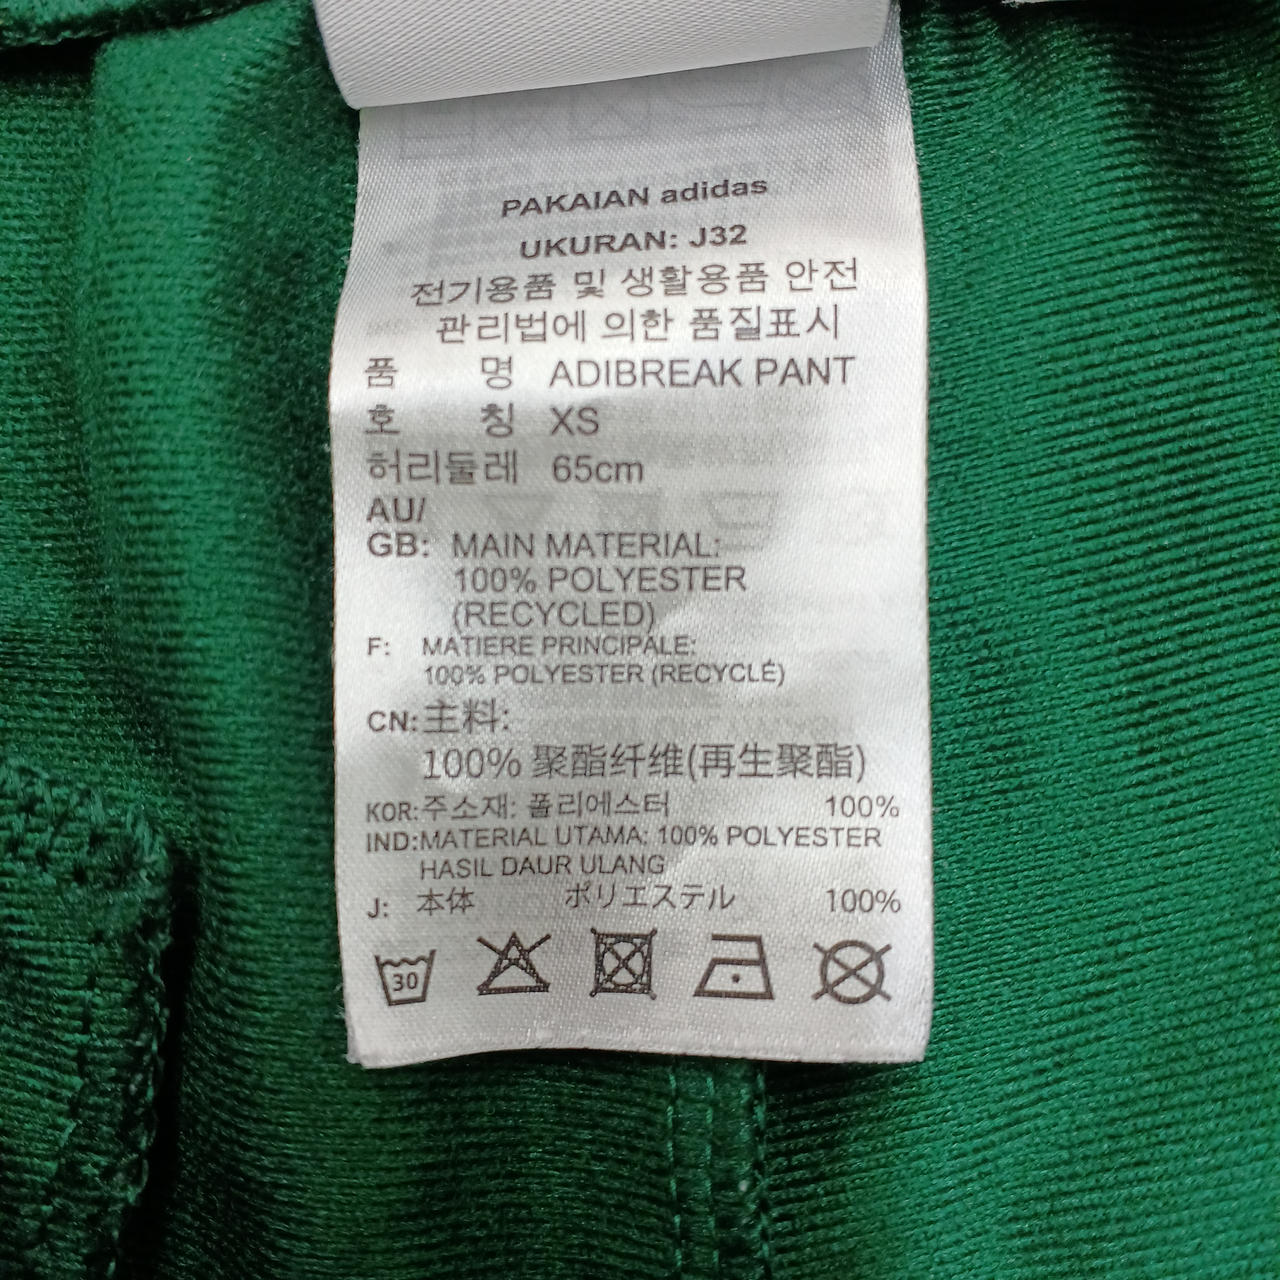 PAKAIAN adidas
UKURAN: J32
전기용품 및 생활용품 안전
관리법에 의한 품질표시
품 명 ADIBREAK PANT
호 칭 XS
허리둘레 65cm
AU/
GB: MAIN MATERIAL:
100% POLYESTER
(RECYCLED)
F: MATIERE PRINCIPALE:
100% POLYESTER (RECYCLÉ)
CN:主料:
100% 聚酯纤维(再生聚酯)
KOR:주소재: 폴리에스터 100%
IND:MATERIAL UTAMA: 100% POLYESTER
HASIL DAUR ULANG
J: 本体 ポリエステル 100%
30